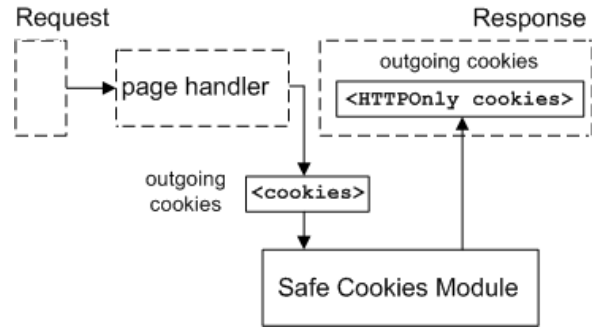 Request
Response
page handler
outgoing cookies
<HTTPOnly cookies>
outgoing
cookies
<cookies>
Safe Cookies Module